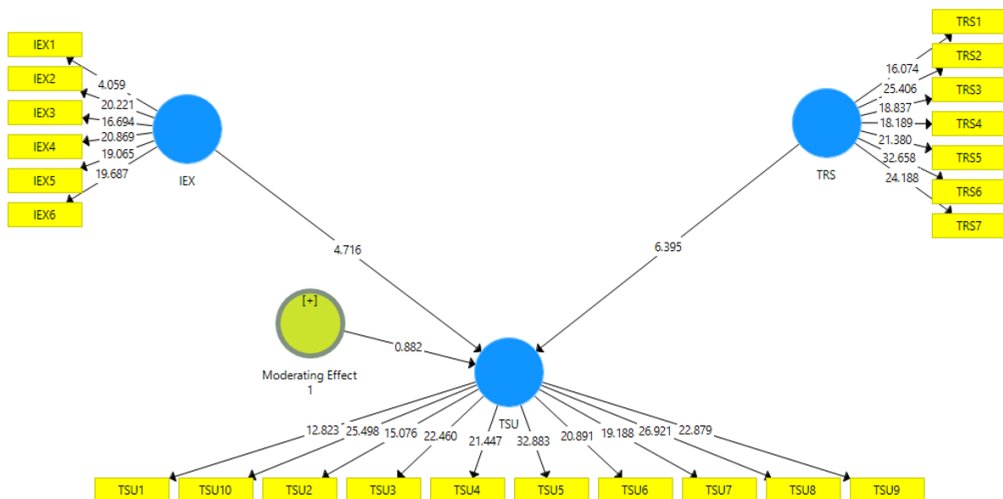 IEX1
IEX2
IEX3
IEX4
IEX5
IEX6
4.059
20.221
16.694
20.869
19.065
19.687
IEX
TRS1
TRS2
TRS3
TRS4
TRS5
TRS6
TRS7
16.074
25.406
18.837
18.189
21.380
32.658
24.188
TRS
4.716
6.395
[+]
0.882
Moderating Effect
1
TSU
12.823
25.498
15.076
22.460
21.447
32.883
20.891
19.188
26.921
22.879
TSU1
TSU10
TSU2
TSU3
TSU4
TSU5
TSU6
TSU7
TSU8
TSU9